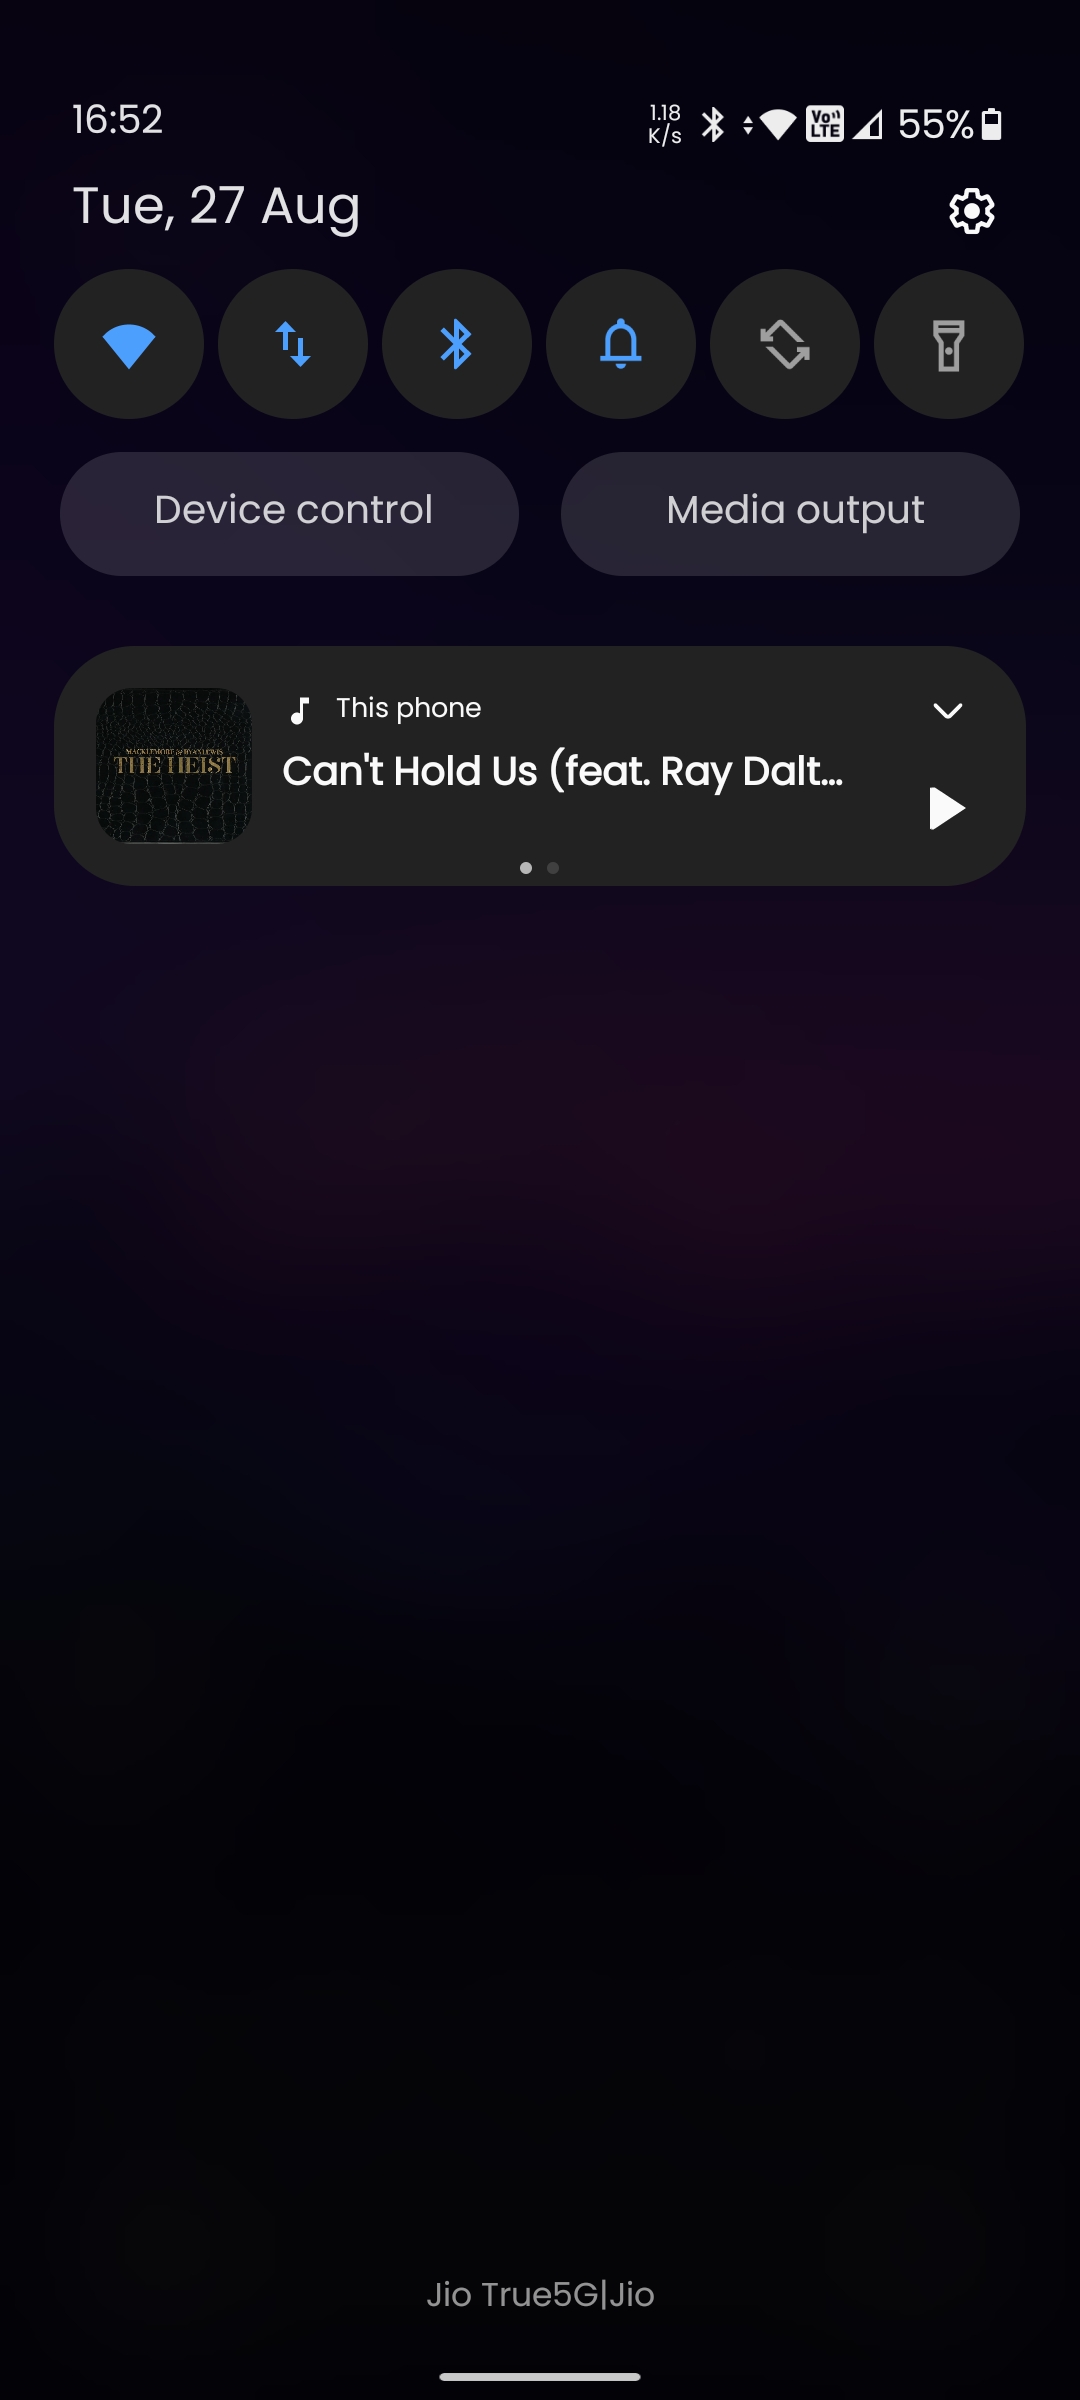 16:52
1.18
K/s
Vo
LTE
55%
Tue, 27 Aug
Device control
Media output
This phone
Can't Hold Us (feat. Ray Dalt...
MACKLEMORE & RYAN LEWIS
THE HEIST
Jio True5G|Jio